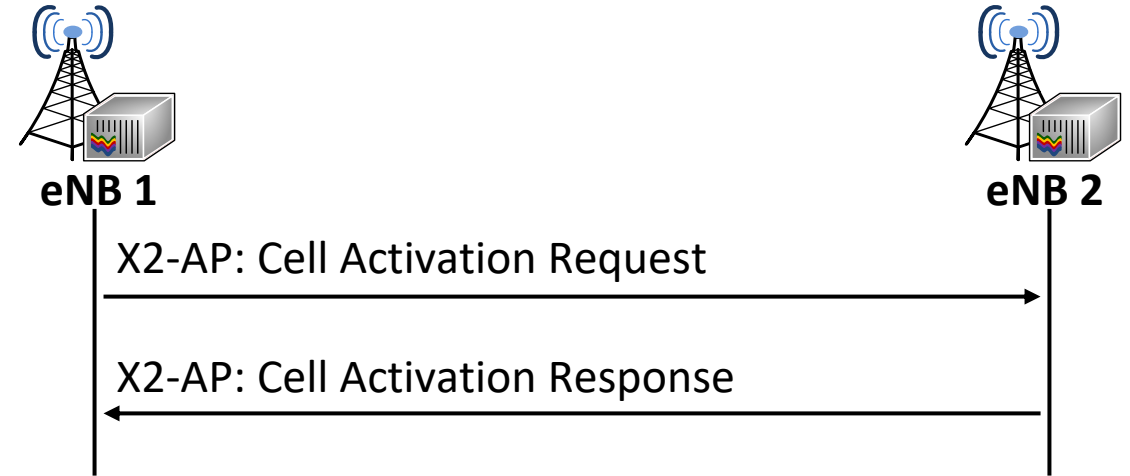 eNB 1
eNB 2
X2-AP: Cell Activation Request
X2-AP: Cell Activation Response